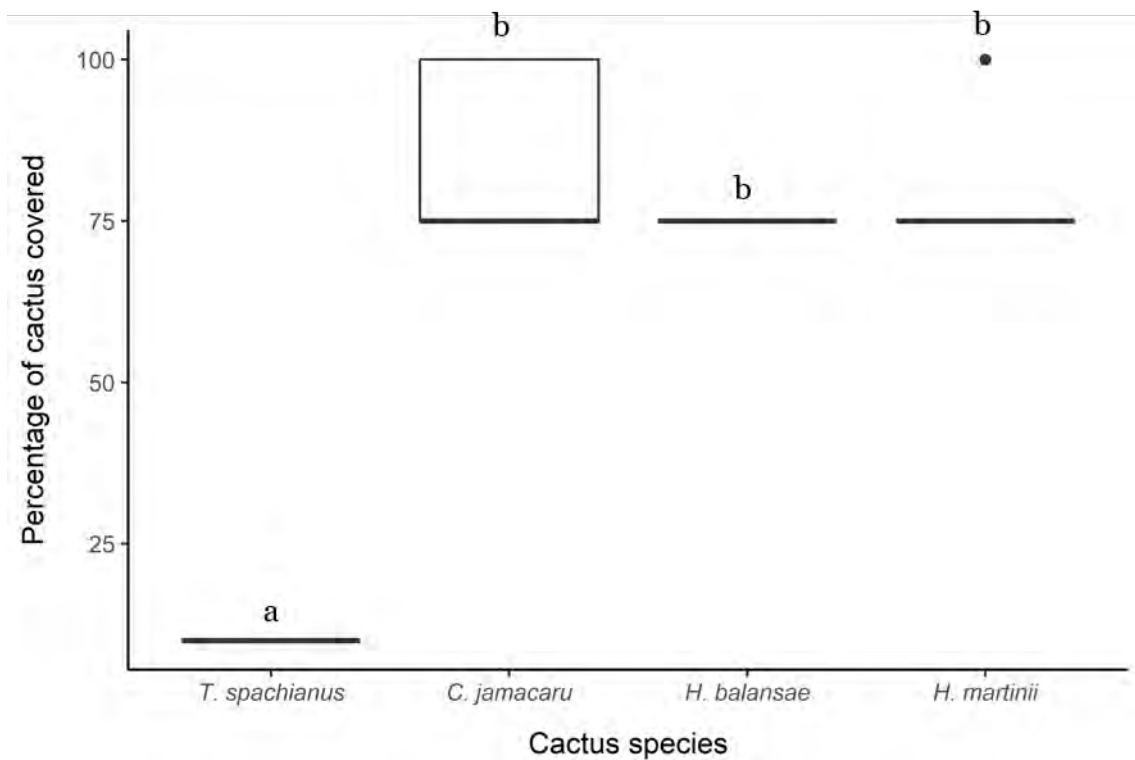 b
b
100
b
75
50
25
a
T. spachianus
C. jamacaru
H. balansae
H. martinii
Cactus species
Percentage of cactus covered